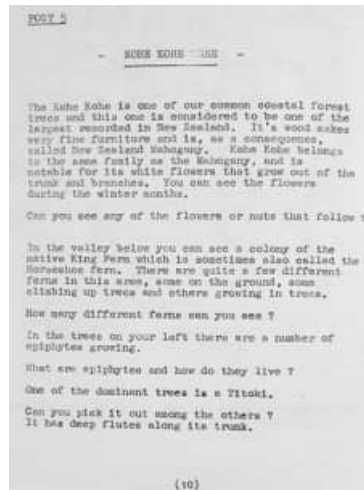 POST 5
- KOHE KOHE TREE -
The Kohe Kohe is one of our common coastal forest
trees and this one is considered to be one of the
largest recorded in New Zealand. It's wood makes
very fine furniture and is, as a consequence,
called New Zealand Mahogany. Kohe Kohe belongs
to the same family as the Mahogany, and is
notable for its white flowers that grow out of the
trunk and branches. You can see the flowers
during the winter months.
Can you see any of the flowers or nuts that follow ?
In the valley below you can see a colony of the
native King Fern which is sometimes also called the
Horseshoe fern. There are quite a few different
ferns in this area, some on the ground, some
climbing up trees and others growing in trees.
How many different ferns can you see ?
In the trees on your left there are a number of
epiphytes growing.
What are epiphytes and how do they live ?
One of the dominant trees is a Titoki.
Can you pick it out among the others ?
It has deep flutes along its trunk.
(10)